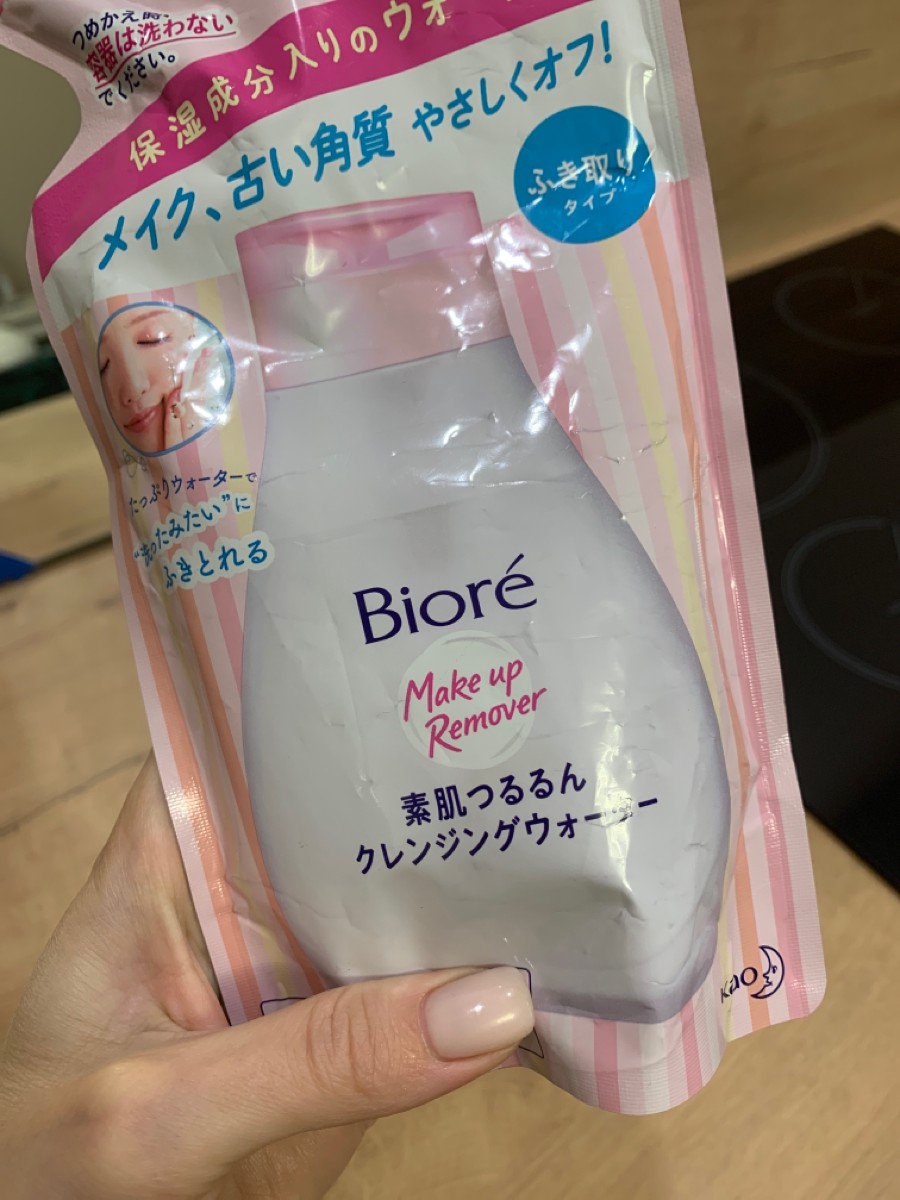 つめかえ時、
容器は洗わない
でください。
保湿成分入りのウォ
メイク、古い角質 やさしくオフ!
ふき取り
タイプ
たっぷりウォーターで
“洗ったみたい”に
ふきとれる
Bioré
Make up
Remover
素肌つるるん
クレンジングウォーター
kao